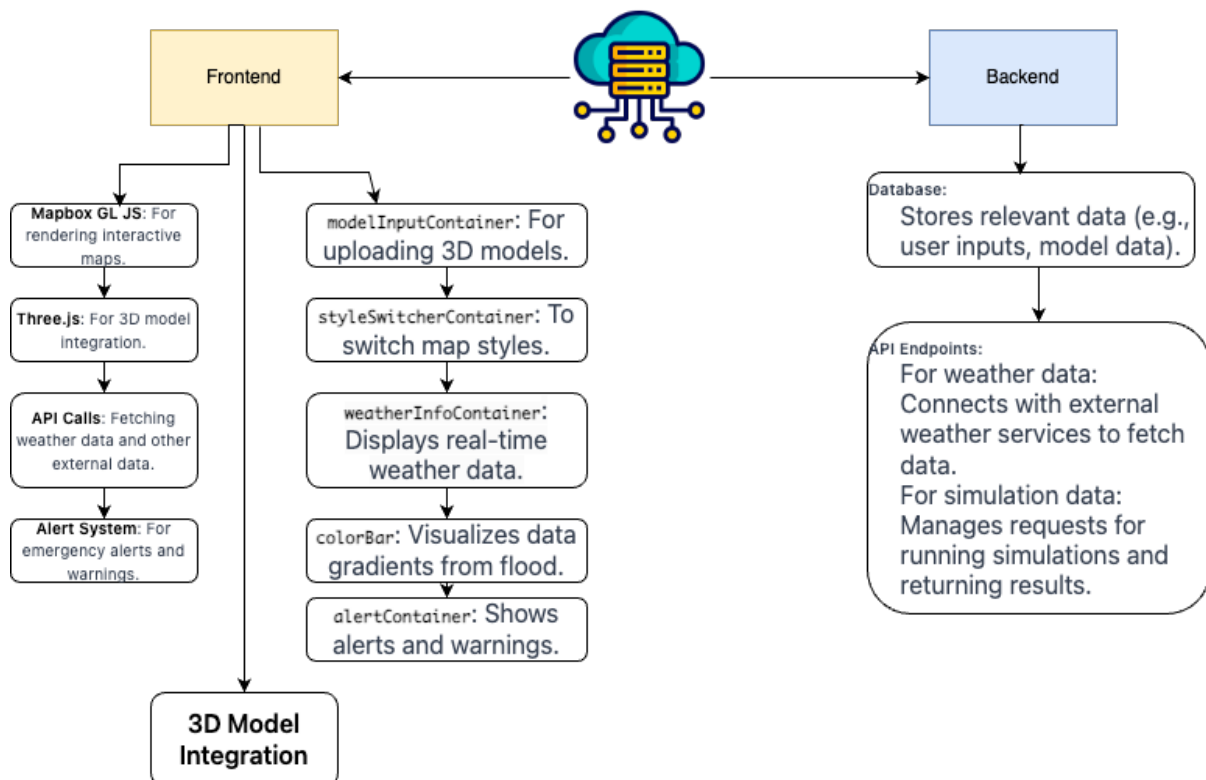 Frontend
Backend
Mapbox GL JS: For
rendering interactive
maps.
Three.js: For 3D model
integration.
API Calls: Fetching
weather data and other
external data.
Alert System: For
emergency alerts and
warnings.
modelInputContainer: For
uploading 3D models.
styleSwitcherContainer: To
switch map styles.
weatherInfoContainer:
Displays real-time
weather data.
colorBar: Visualizes data
gradients from flood.
alertContainer: Shows
alerts and warnings.
3D Model
Integration
Database:
Stores relevant data (e.g.,
user inputs, model data).
API Endpoints:
For weather data:
Connects with external
weather services to fetch
data.
For simulation data:
Manages requests for
running simulations and
returning results.